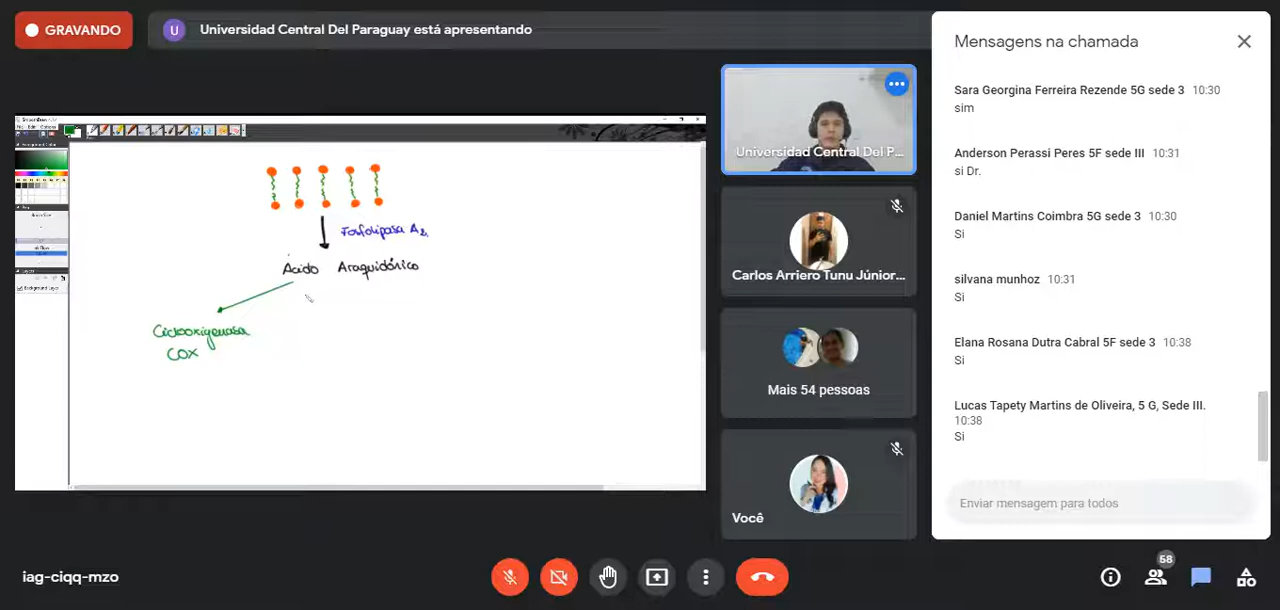 GRAVANDO
U
Universidad Central Del Paraguay está apresentando
Fosfolipasa A2
Ácido Araquidónico
Ciclooxigenasa
COX
Universidad Central Del P...
Carlos Arriero Tunu Júnior...
Mais 54 pessoas
Você
Mensagens na chamada
Sara Georgina Ferreira Rezende 5G sede 3 10:30
sim
Anderson Perassi Peres 5F sede III 10:31
si Dr.
Daniel Martins Coimbra 5G sede 3 10:30
Si
silvana munhoz 10:31
Si
Elana Rosana Dutra Cabral 5F sede 3 10:38
Si
Lucas Tapety Martins de Oliveira, 5 G, Sede III.
10:38
Si
Enviar mensagem para todos
iag-ciqq-mzo
58